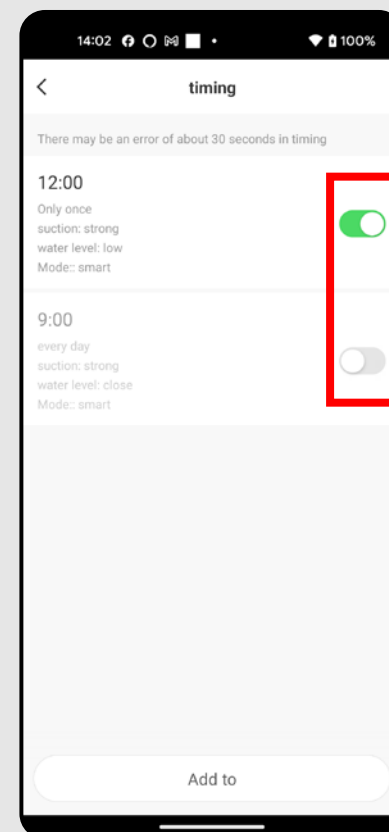 14:02 100%
timing
There may be an error of about 30 seconds in timing
12:00
Only once
suction: strong
water level: low
Mode:: smart
9:00
every day
suction: strong
water level: close
Mode:: smart
Add to